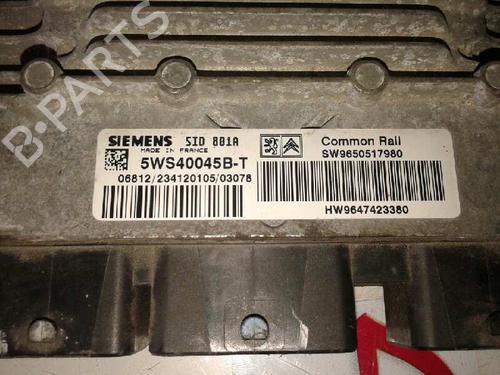 B-PARTS
SIEMENS SID 801A
MADE IN FRANCE
5WS40045B-T
06812/234120105/03078
Common Rail
SW9650517980
HW9647423380